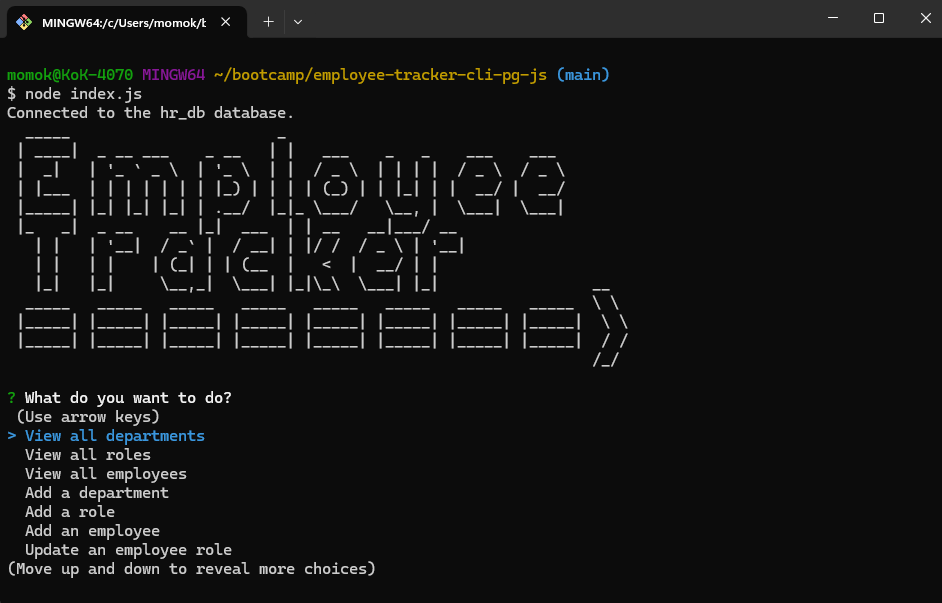 MINGW64:/c/Users/momok/b
momok@KoK-4070 MINGW64 ~/bootcamp/employee-tracker-cli-pg-js (main)
$ node index.js
Connected to the hr_db database.
Employee
Tracker
==========>
? What do you want to do?
(Use arrow keys)
> View all departments
View all roles
View all employees
Add a department
Add a role
Add an employee
Update an employee role
(Move up and down to reveal more choices)